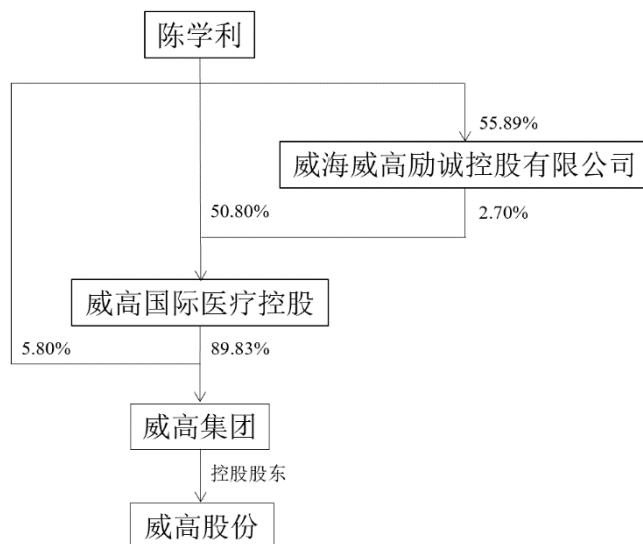 陈学利
55.89%
威海威高励诚控股有限公司
50.80%
2.70%
威高国际医疗控股
5.80%
89.83%
威高集团
控股股东
威高股份